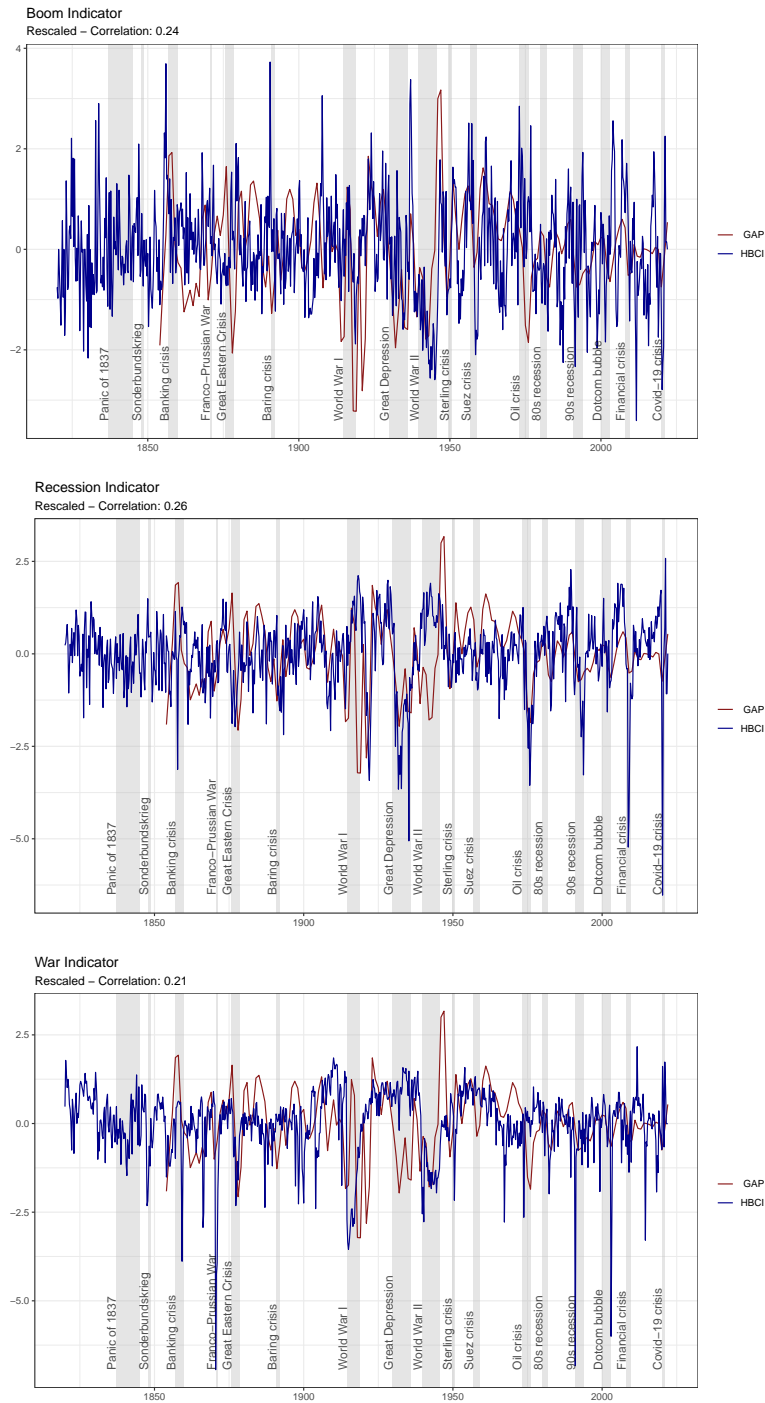 Boom Indicator
Rescaled – Correlation: 0.24
4
2
0
−2
Panic of 1837
Sonderbundskrieg
Banking crisis
Franco−Prussian War
Great Eastern Crisis
Baring crisis
World War I
Great Depression
World War II
Sterling crisis
Suez crisis
Oil crisis
80s recession
90s recession
Dotcom bubble
Financial crisis
Covid−19 crisis
1850
1900
1950
2000
GAP
HBCI
Recession Indicator
Rescaled – Correlation: 0.26
2.5
0.0
−2.5
−5.0
Panic of 1837
Sonderbundskrieg
Banking crisis
Franco−Prussian War
Great Eastern Crisis
Baring crisis
World War I
Great Depression
World War II
Sterling crisis
Suez crisis
Oil crisis
80s recession
90s recession
Dotcom bubble
Financial crisis
Covid−19 crisis
1850
1900
1950
2000
GAP
HBCI
War Indicator
Rescaled – Correlation: 0.21
2.5
0.0
−2.5
−5.0
Panic of 1837
Sonderbundskrieg
Banking crisis
Franco−Prussian War
Great Eastern Crisis
Baring crisis
World War I
Great Depression
World War II
Sterling crisis
Suez crisis
Oil crisis
80s recession
90s recession
Dotcom bubble
Financial crisis
Covid−19 crisis
1850
1900
1950
2000
GAP
HBCI